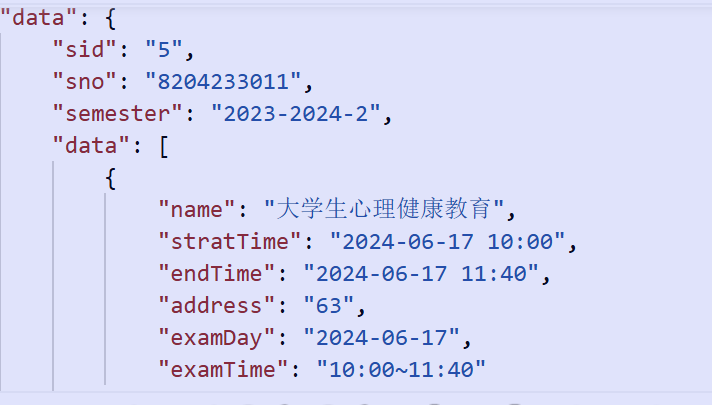 "data": {
"sid": "5",
"sno": "8204233011",
"semester": "2023-2024-2",
"data": [
{
"name": "大学生心理健康教育",
"stratTime": "2024-06-17 10:00",
"endTime": "2024-06-17 11:40",
"address": "63",
"examDay": "2024-06-17",
"examTime": "10:00~11:40"